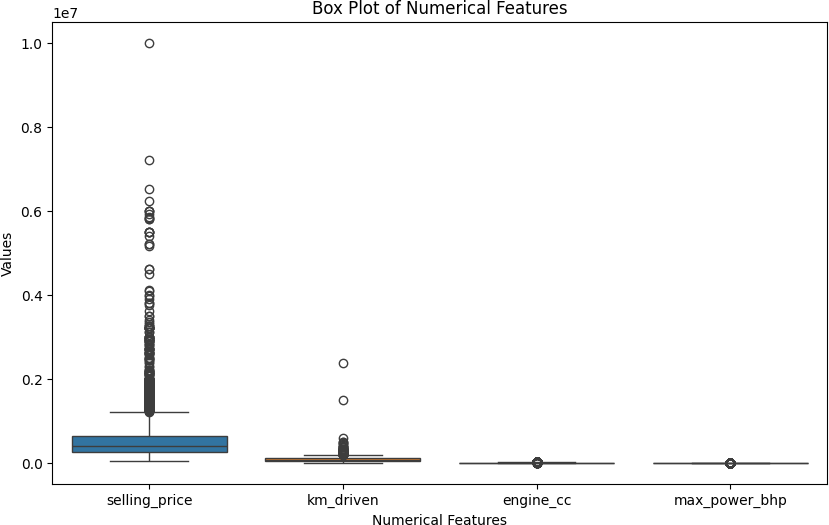 Box Plot of Numerical Features
1e7
1.0
0.8
0.6
0.4
0.2
0.0
Values
selling_price km_driven engine_cc max_power_bhp
Numerical Features